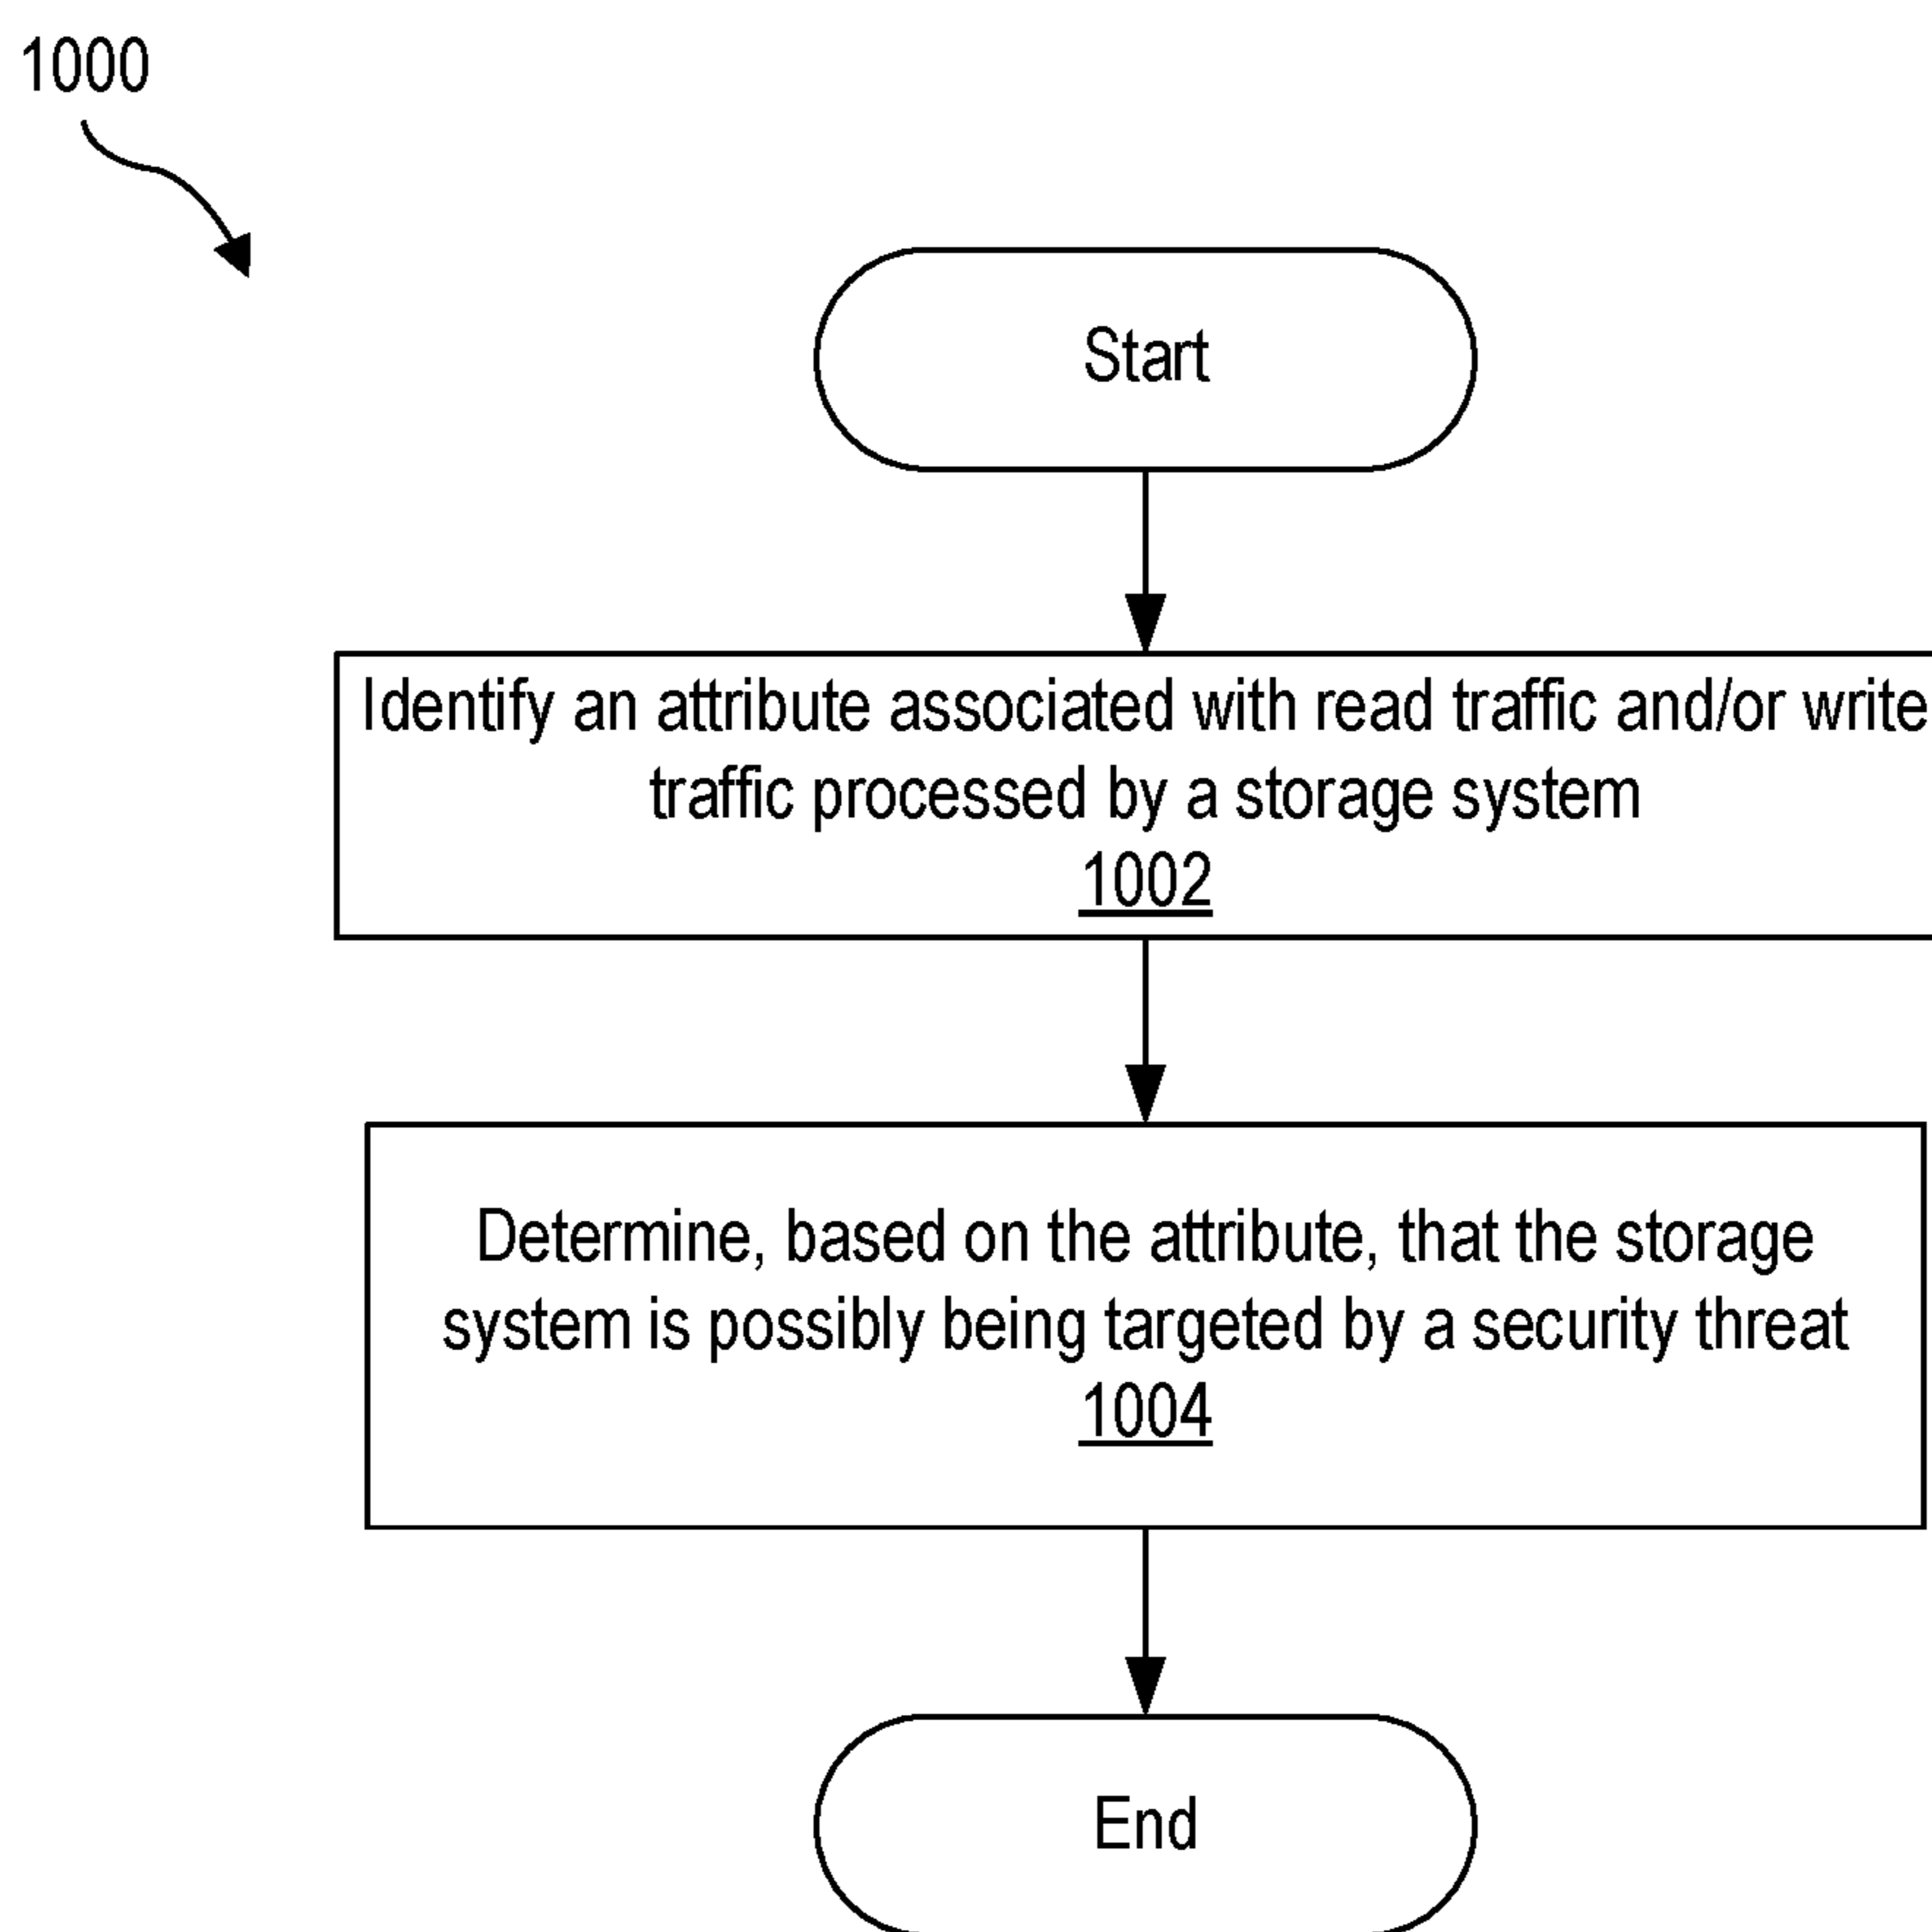 1000
Start
Identify an attribute associated with read traffic and/or write
traffic processed by a storage system
1002
Determine, based on the attribute, that the storage
system is possibly being targeted by a security threat
1004
End